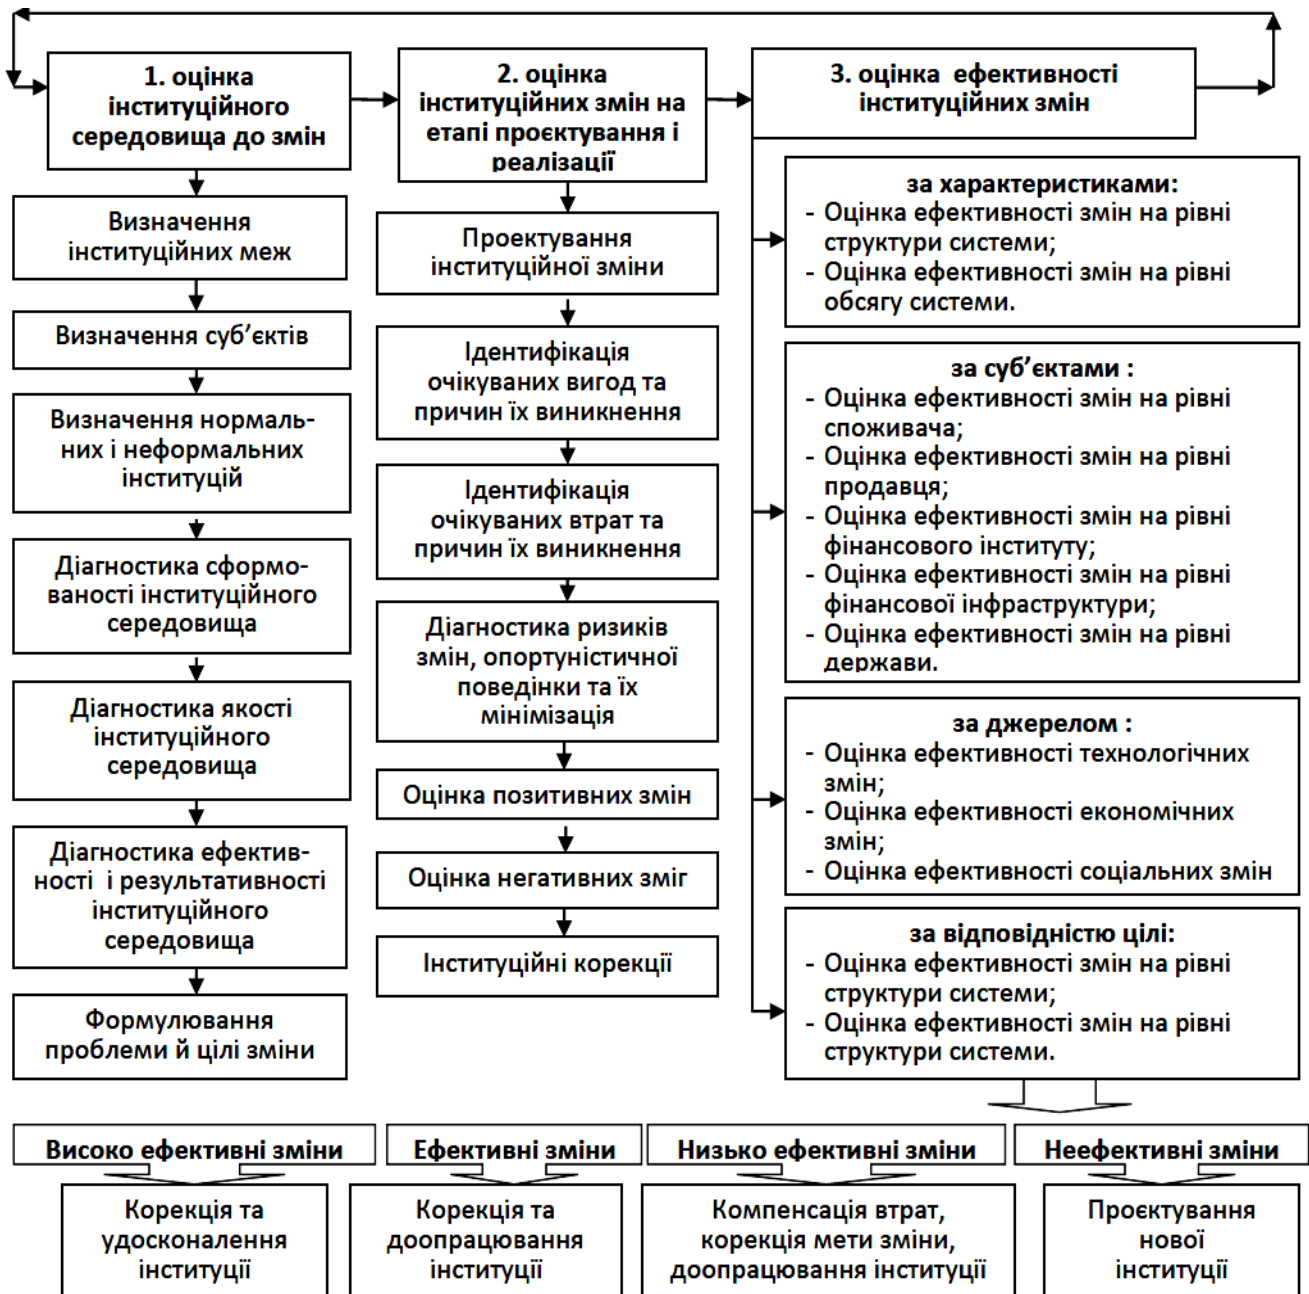 1. оцінка
інституційного
середовища до змін
2. оцінка
інституційних змін на
етапі проєктування і
реалізації
3. оцінка ефективності
інституційних змін
Визначення
інституційних меж
Визначення суб’єктів
Визначення нормаль-
них і неформальних
інституцій
Діагностика сформо-
ваності інституційного
середовища
Діагностика якості
інституційного
середовища
Діагностика ефектив-
ності і результативності
інституційного
середовища
Формулювання
проблеми й цілі зміни
Проектування
інституційної зміни
Ідентифікація
очікуваних вигод та
причин їх виникнення
Ідентифікація
очікуваних втрат та
причин їх виникнення
Діагностика ризиків
змін, опортуністичної
поведінки та їх
мінімізація
Оцінка позитивних змін
Оцінка негативних зміг
Інституційні корекції
за характеристиками:
- Оцінка ефективності змін на рівні
структури системи;
- Оцінка ефективності змін на рівні
обсягу системи.
за суб’єктами :
- Оцінка ефективності змін на рівні
споживача;
- Оцінка ефективності змін на рівні
продавця;
- Оцінка ефективності змін на рівні
фінансового інституту;
- Оцінка ефективності змін на рівні
фінансової інфраструктури;
- Оцінка ефективності змін на рівні
держави.
за джерелом :
- Оцінка ефективності технологічних
змін;
- Оцінка ефективності економічних
змін;
- Оцінка ефективності соціальних змін
за відповідністю цілі:
- Оцінка ефективності змін на рівні
структури системи;
- Оцінка ефективності змін на рівні
структури системи.
Високо ефективні зміни
Ефективні зміни
Низько ефективні зміни
Неефективні зміни
Корекція та
удосконалення
інституції
Корекція та
доопрацювання
інституції
Компенсація втрат,
корекція мети зміни,
доопрацювання інституції
Проєктування
нової
інституції